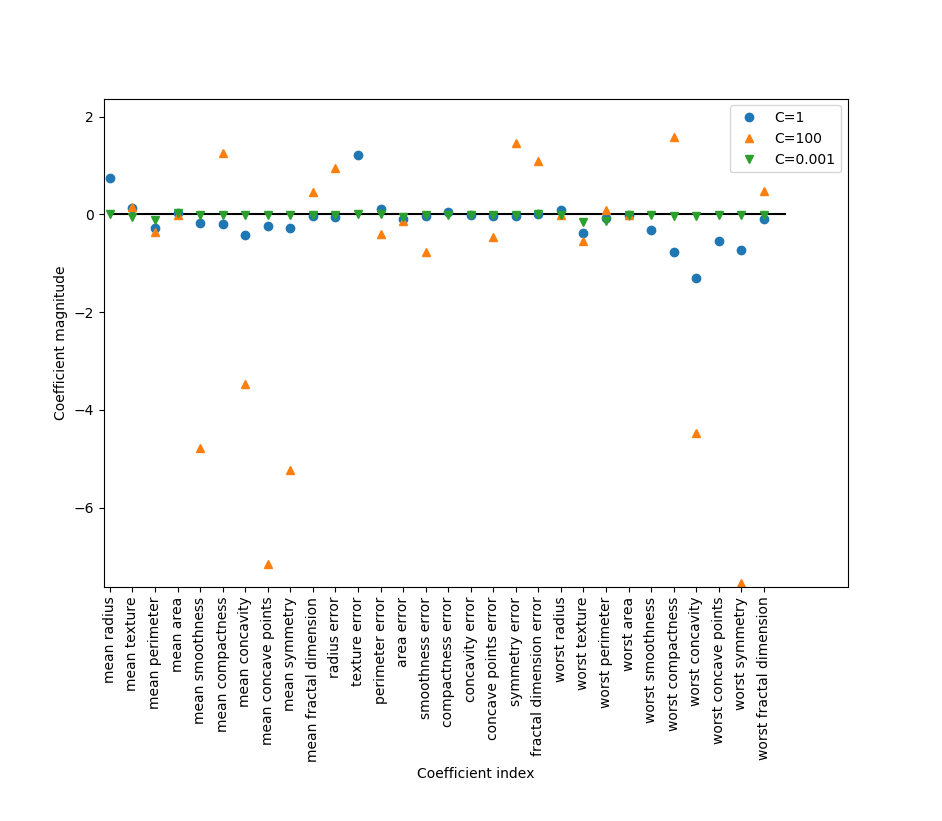 2
0
−2
−4
−6
Coefficient magnitude
C=1
C=100
C=0.001
mean radius
mean texture
mean perimeter
mean area
mean smoothness
mean compactness
mean concavity
mean concave points
mean symmetry
mean fractal dimension
radius error
texture error
perimeter error
area error
smoothness error
compactness error
concavity error
concave points error
symmetry error
fractal dimension error
worst radius
worst texture
worst perimeter
worst area
worst smoothness
worst compactness
worst concavity
worst concave points
worst symmetry
worst fractal dimension
Coefficient index